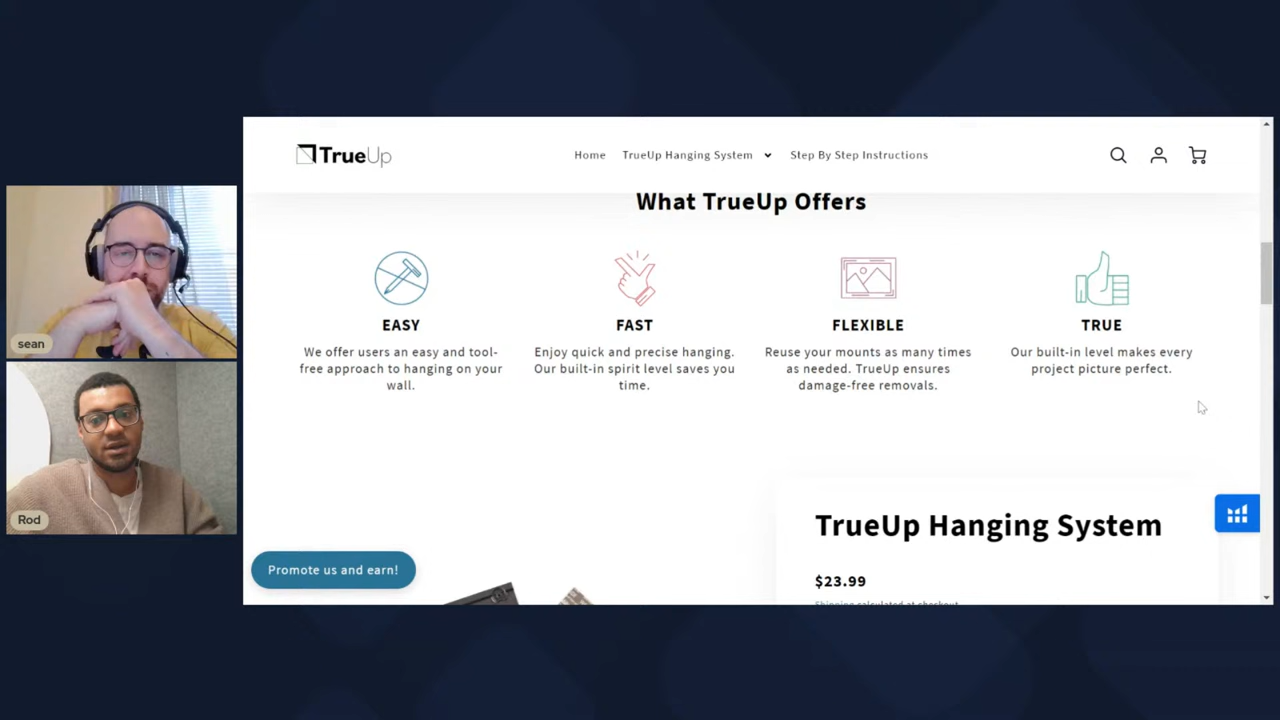 TrueUp
Home
TrueUp Hanging System
Step By Step Instructions
What TrueUp Offers
EASY
We offer users an easy and tool-
free approach to hanging on your
wall.
FAST
Enjoy quick and precise hanging.
Our built-in spirit level saves you
time.
FLEXIBLE
Reuse your mounts as many times
as needed. TrueUp ensures
damage-free removals.
TRUE
Our built-in level makes every
project picture perfect.
TrueUp Hanging System
$23.99
Shipping calculated at checkout
Promote us and earn!
sean
Rod